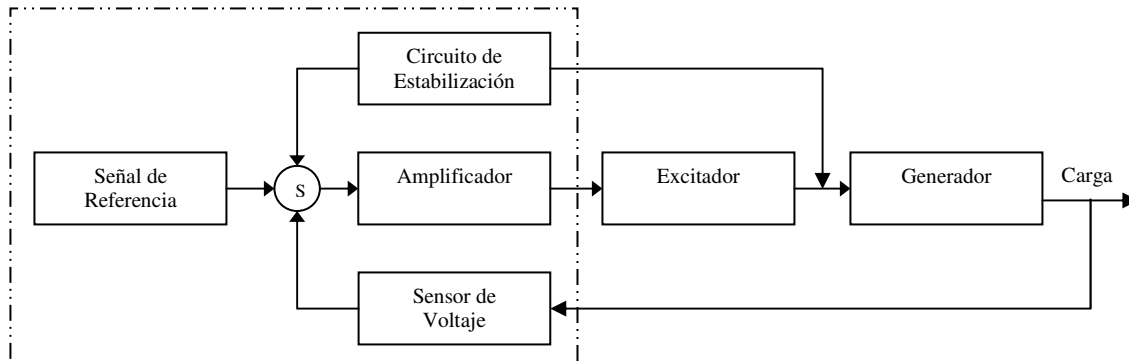 Circuito de
Estabilización
Señal de
Referencia
S
Amplificador
Excitador
Generador
Carga
Sensor de
Voltaje